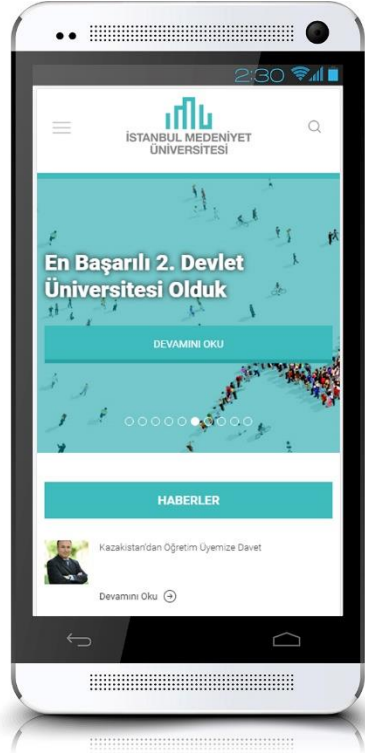 2:30
İSTANBUL MEDENİYET
ÜNİVERSİTESİ
En Başarılı 2. Devlet
Üniversitesi Olduk
DEVAMINI OKU
HABERLER
Kazakistan'dan Öğretim Üyemize Davet
Devamını Oku